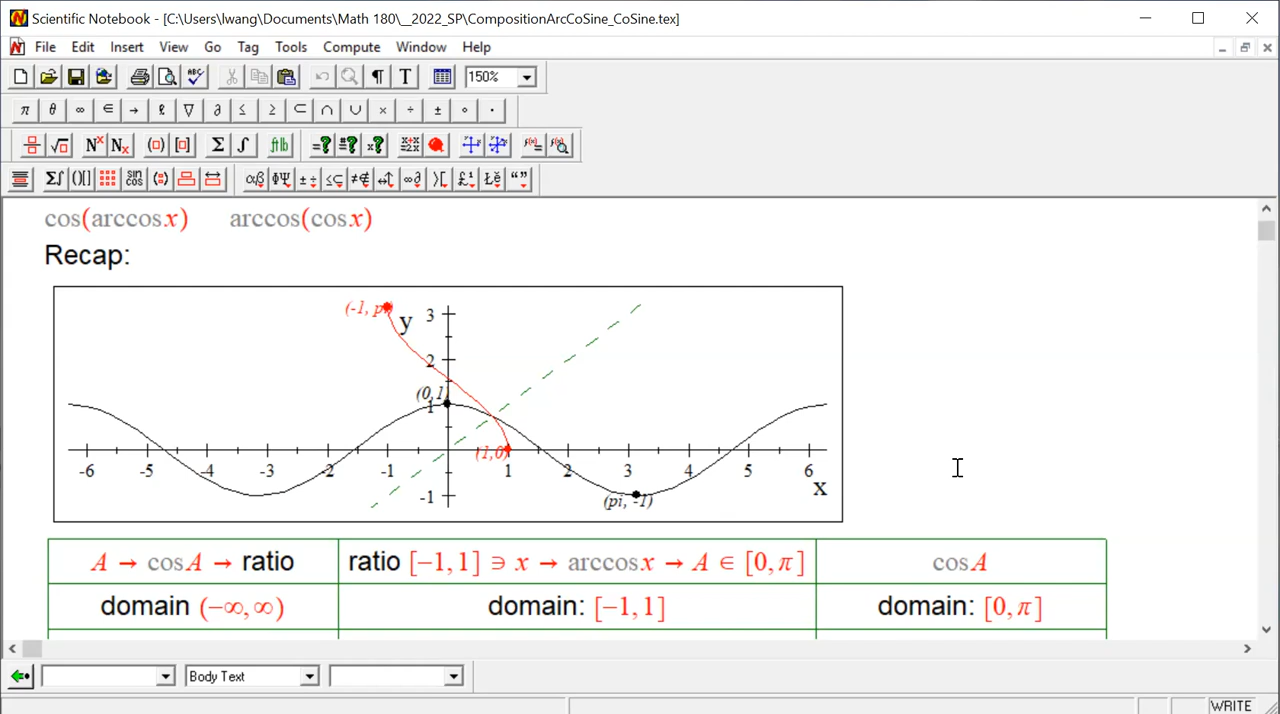 Scientific Notebook - [C:\Users\lwang\Documents\Math 180\__2022_SP\CompositionArcCoSine_CoSine.tex]
File Edit Insert View Go Tag Tools Compute Window Help
150%
π θ ∞ ∈ → ℓ ∇ ∂ ≤ ≥ ⊂ ∩ ∪ × ÷ ± ∘ ·
cos(arccos x) arccos(cos x)
Recap:
(-1, pi)
y
3
2
(0,1)
1
(1,0)
-6 -5 -4 -3 -2 -1 1 2 3 4 5 6
x
-1
(pi, -1)
A → cos A → ratio
ratio [−1,1] ∋ x → arccos x → A ∈ [0,π]
cos A
domain (−∞,∞)
domain: [−1,1]
domain: [0,π]
Body Text
WRITE